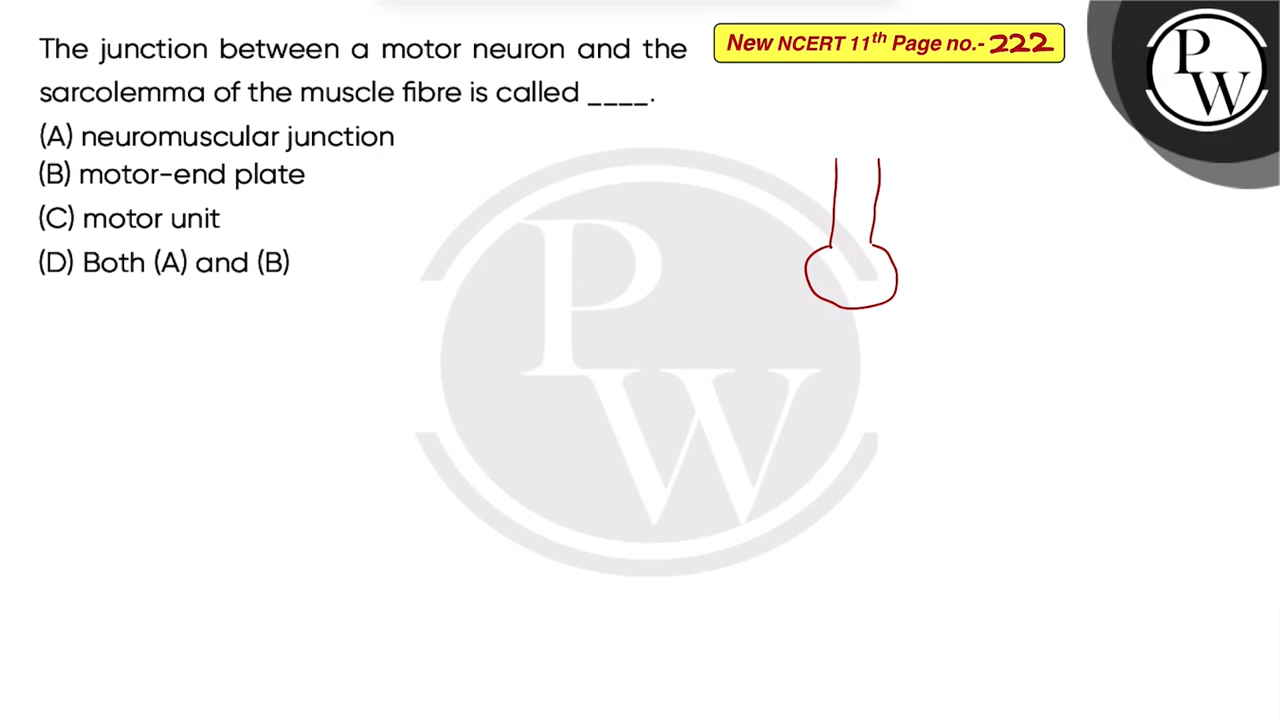 The junction between a motor neuron and the
sarcolemma of the muscle fibre is called ____.
(A) neuromuscular junction
(B) motor-end plate
(C) motor unit
(D) Both (A) and (B)
New NCERT 11th Page no.- 222
P
W
P
W